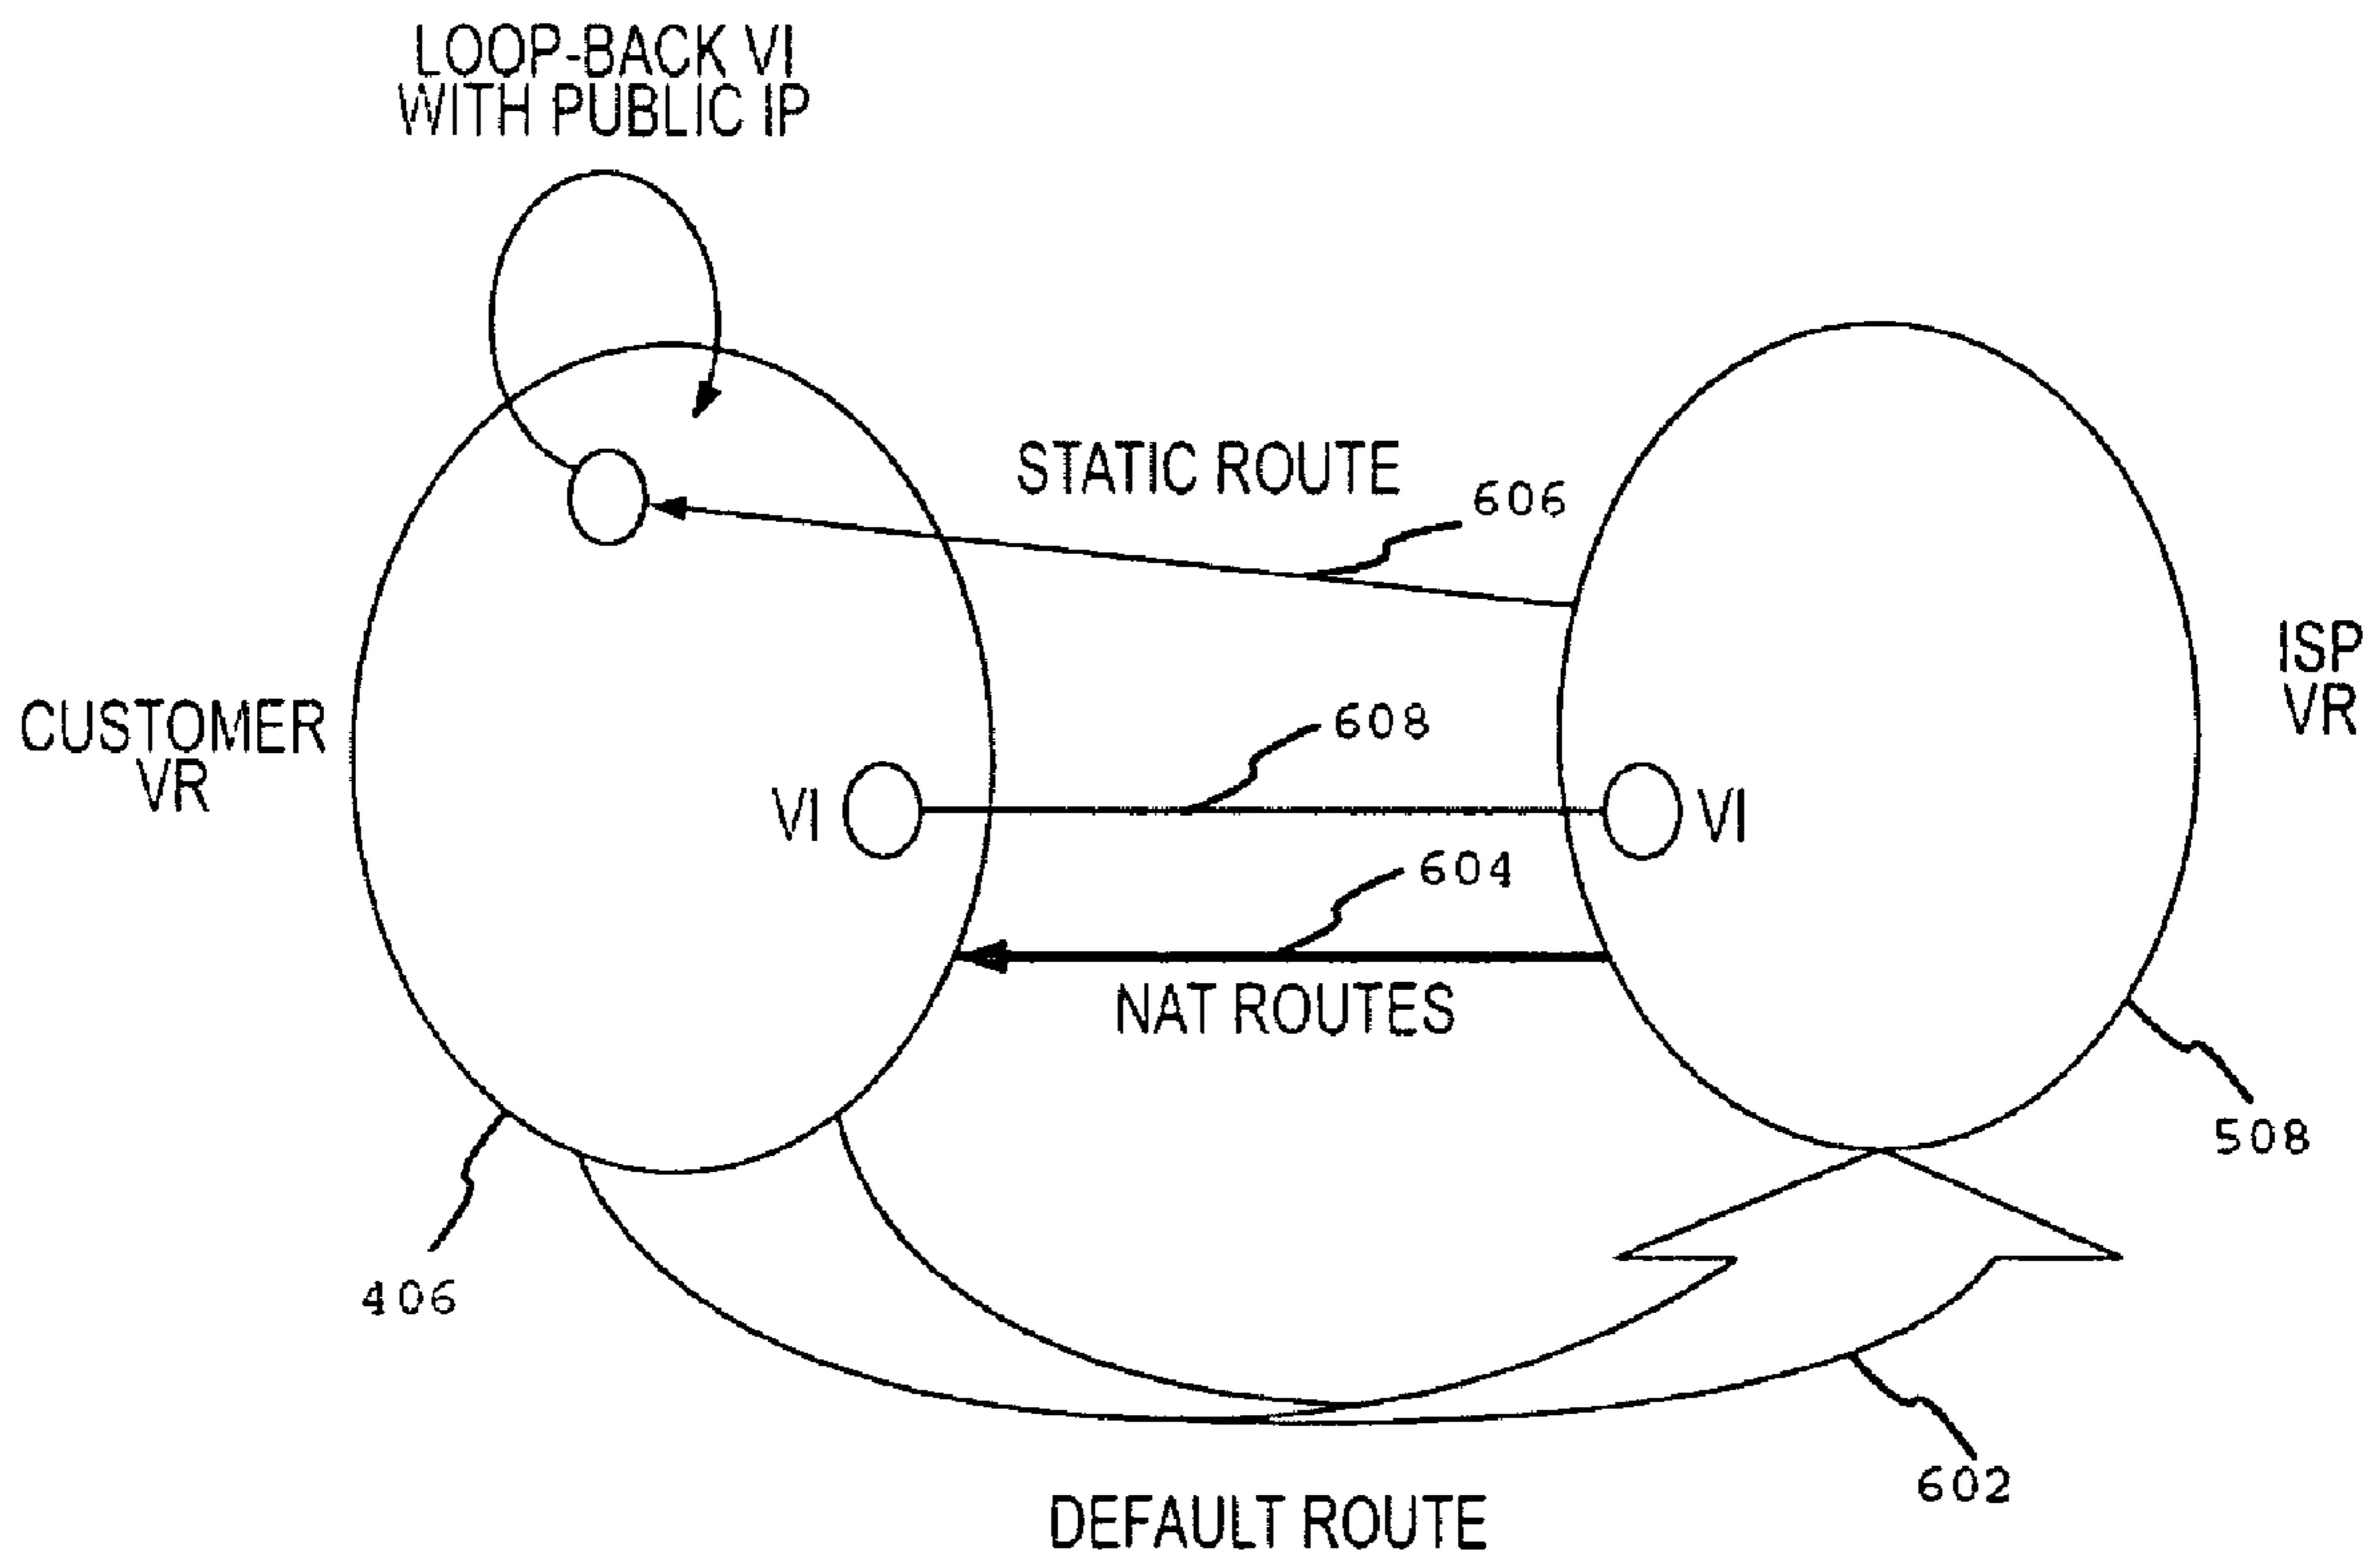 LOOP-BACK VI
WITH PUBLIC IP
STATIC ROUTE
606
ISP
VR
CUSTOMER
VR
608
VI
VI
604
NAT ROUTES
508
406
602
DEFAULT ROUTE